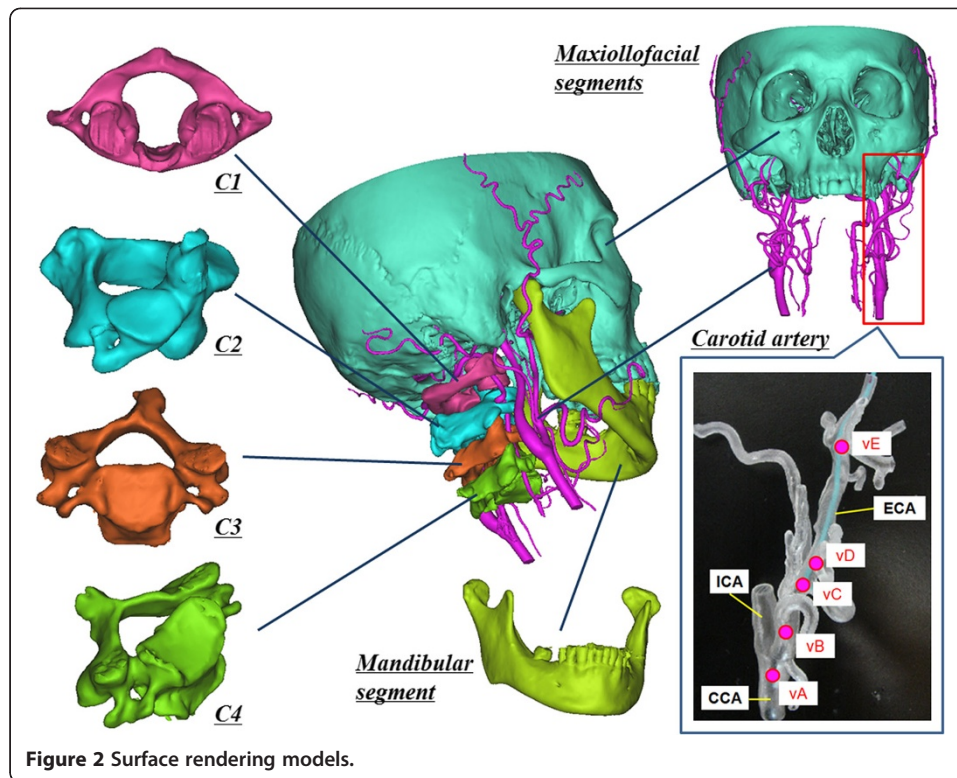 Maxiollofacial
segments
C1
C2
C3
C4
Carotid artery
Mandibular
segment
vE
ECA
vD
vC
ICA
vB
vA
CCA
Figure 2 Surface rendering models.